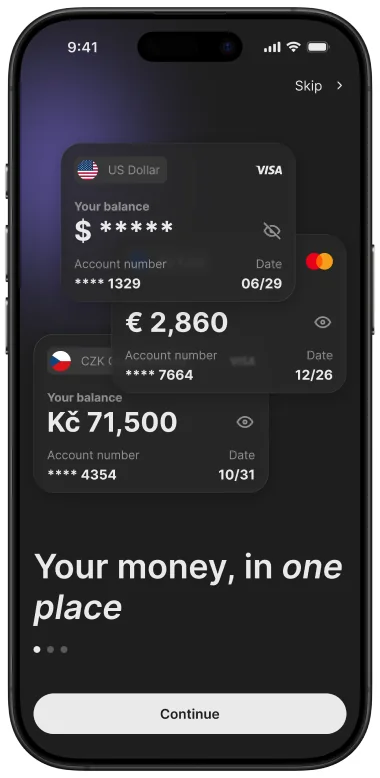 9:41
Skip
US Dollar
VISA
Your balance
$ *****
Account number Date
**** 1329 06/29
€ 2,860
Account number Date
**** 7664 12/26
CZK
Your balance
Kč 71,500
Account number Date
**** 4354 10/31
Your money, in one
place
Continue